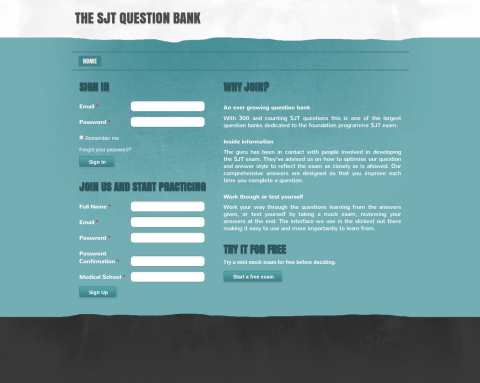 THE SJT QUESTION BANK
HOME
SIGN IN
Email *
Password *
Remember me
Forgot your password?
Sign In
JOIN US AND START PRACTICING
Full Name *
Email *
Password *
Password
Confirmation *
Medical School *
Sign Up
WHY JOIN?
An ever growing question bank
With 300 and counting SJT questions this is one of the largest
question banks dedicated to the foundation programme SJT exam.
Inside information
The guru has been in contact with people involved in developing
the SJT exam. They've advised us on how to optimise our question
and answer style to reflect the exam as closely as is allowed. Our
comprehensive answers are designed so that you improve each
time you complete a question.
Work though or test yourself
Work your way through the questions learning from the answers
given, or test yourself by taking a mock exam, reviewing your
answers at the end. The interface we use is the slickest out there
making it easy to use and more importantly to learn from.
TRY IT FOR FREE
Try a mini mock exam for free before deciding.
Start a free exam